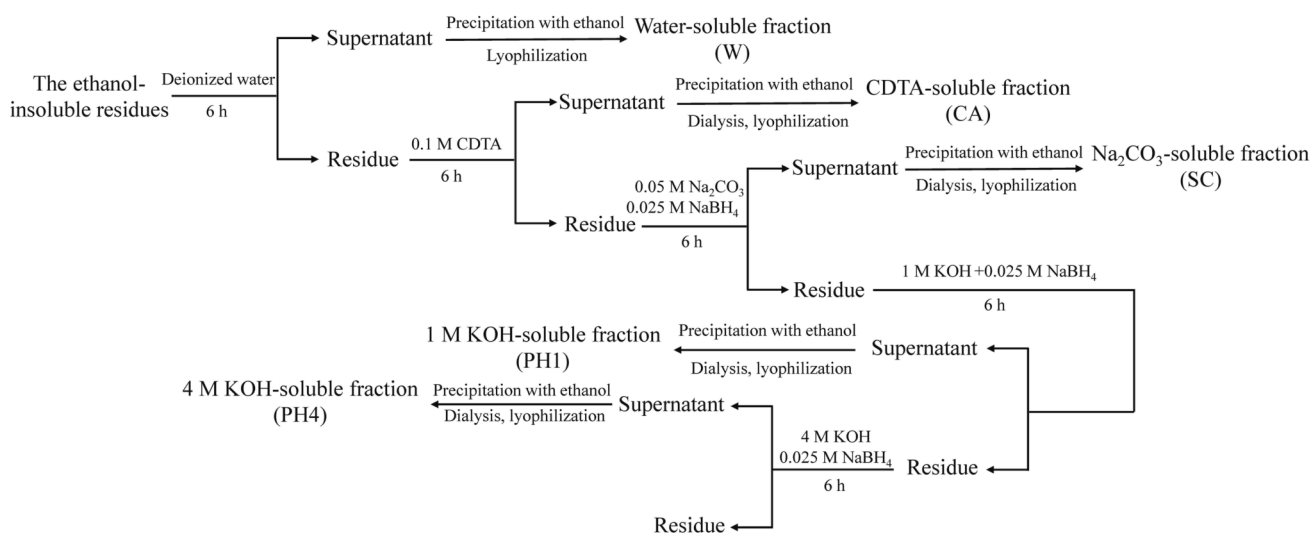 The ethanol-
insoluble residues
Deionized water
6 h
Supernatant
Precipitation with ethanol
Lyophilization
Water-soluble fraction
(W)
Residue
0.1 M CDTA
6 h
Supernatant
Precipitation with ethanol
Dialysis, lyophilization
CDTA-soluble fraction
(CA)
Residue
0.05 M Na₂CO₃
0.025 M NaBH₄
6 h
Supernatant
Precipitation with ethanol
Dialysis, lyophilization
Na₂CO₃-soluble fraction
(SC)
Residue
1 M KOH+0.025 M NaBH₄
6 h
Supernatant
Precipitation with ethanol
Dialysis, lyophilization
1 M KOH-soluble fraction
(PH1)
Residue
4 M KOH
0.025 M NaBH₄
6 h
Supernatant
Precipitation with ethanol
Dialysis, lyophilization
4 M KOH-soluble fraction
(PH4)
Residue